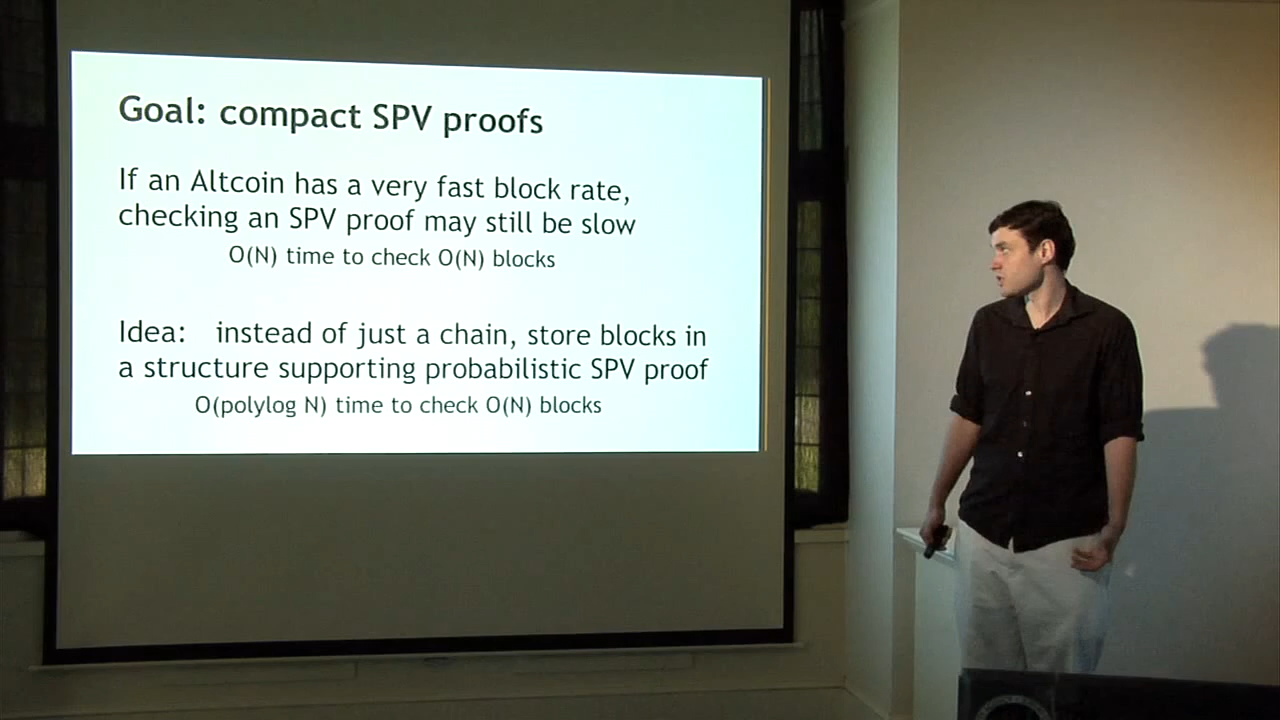 Goal: compact SPV proofs
If an Altcoin has a very fast block rate,
checking an SPV proof may still be slow
O(N) time to check O(N) blocks
Idea: instead of just a chain, store blocks in
a structure supporting probabilistic SPV proof
O(polylog N) time to check O(N) blocks